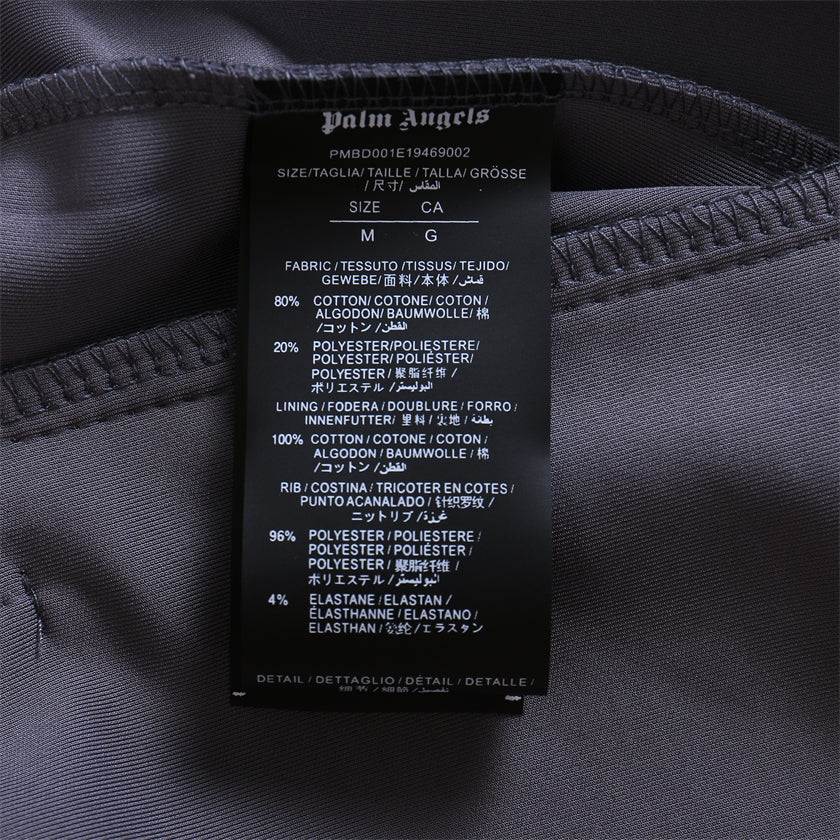 Palm Angels
PMBD001E19469002
SIZE/TAGLIA/TAILLE/TALLA/GRÖSSE
/尺寸/المقاس
SIZE CA
M G
FABRIC/TESSUTO/TISSUS/TEJIDO/
GEWEBE/面料/本体/قماش
80% COTTON/COTONE/COTON/
ALGODON/BAUMWOLLE/棉
/コットン/القطن
20% POLYESTER/POLIESTERE/
POLYESTER/POLIÉSTER/
POLYESTER/聚脂纤维/
ポリエステル/البوليستر
LINING/FODERA/DOUBLURE/FORRO/
INNENFUTTER/里料/裏地/بطانة
100% COTTON/COTONE/COTON/
ALGODON/BAUMWOLLE/棉
/コットン/القطن
RIB/COSTINA/TRICOTER EN COTES/
PUNTO ACANALADO/针织罗纹/
ニットリブ/غرزة
96% POLYESTER/POLIESTERE/
POLYESTER/POLIÉSTER/
POLYESTER/聚脂纤维/
ポリエステル/البوليستر
4% ELASTANE/ELASTAN/
ÉLASTHANNE/ELASTANO/
ELASTHAN/氨纶/エラスタン
DETAIL/DETTAGLIO/DÉTAIL/DETALLE/
细节/細節/تفصيل